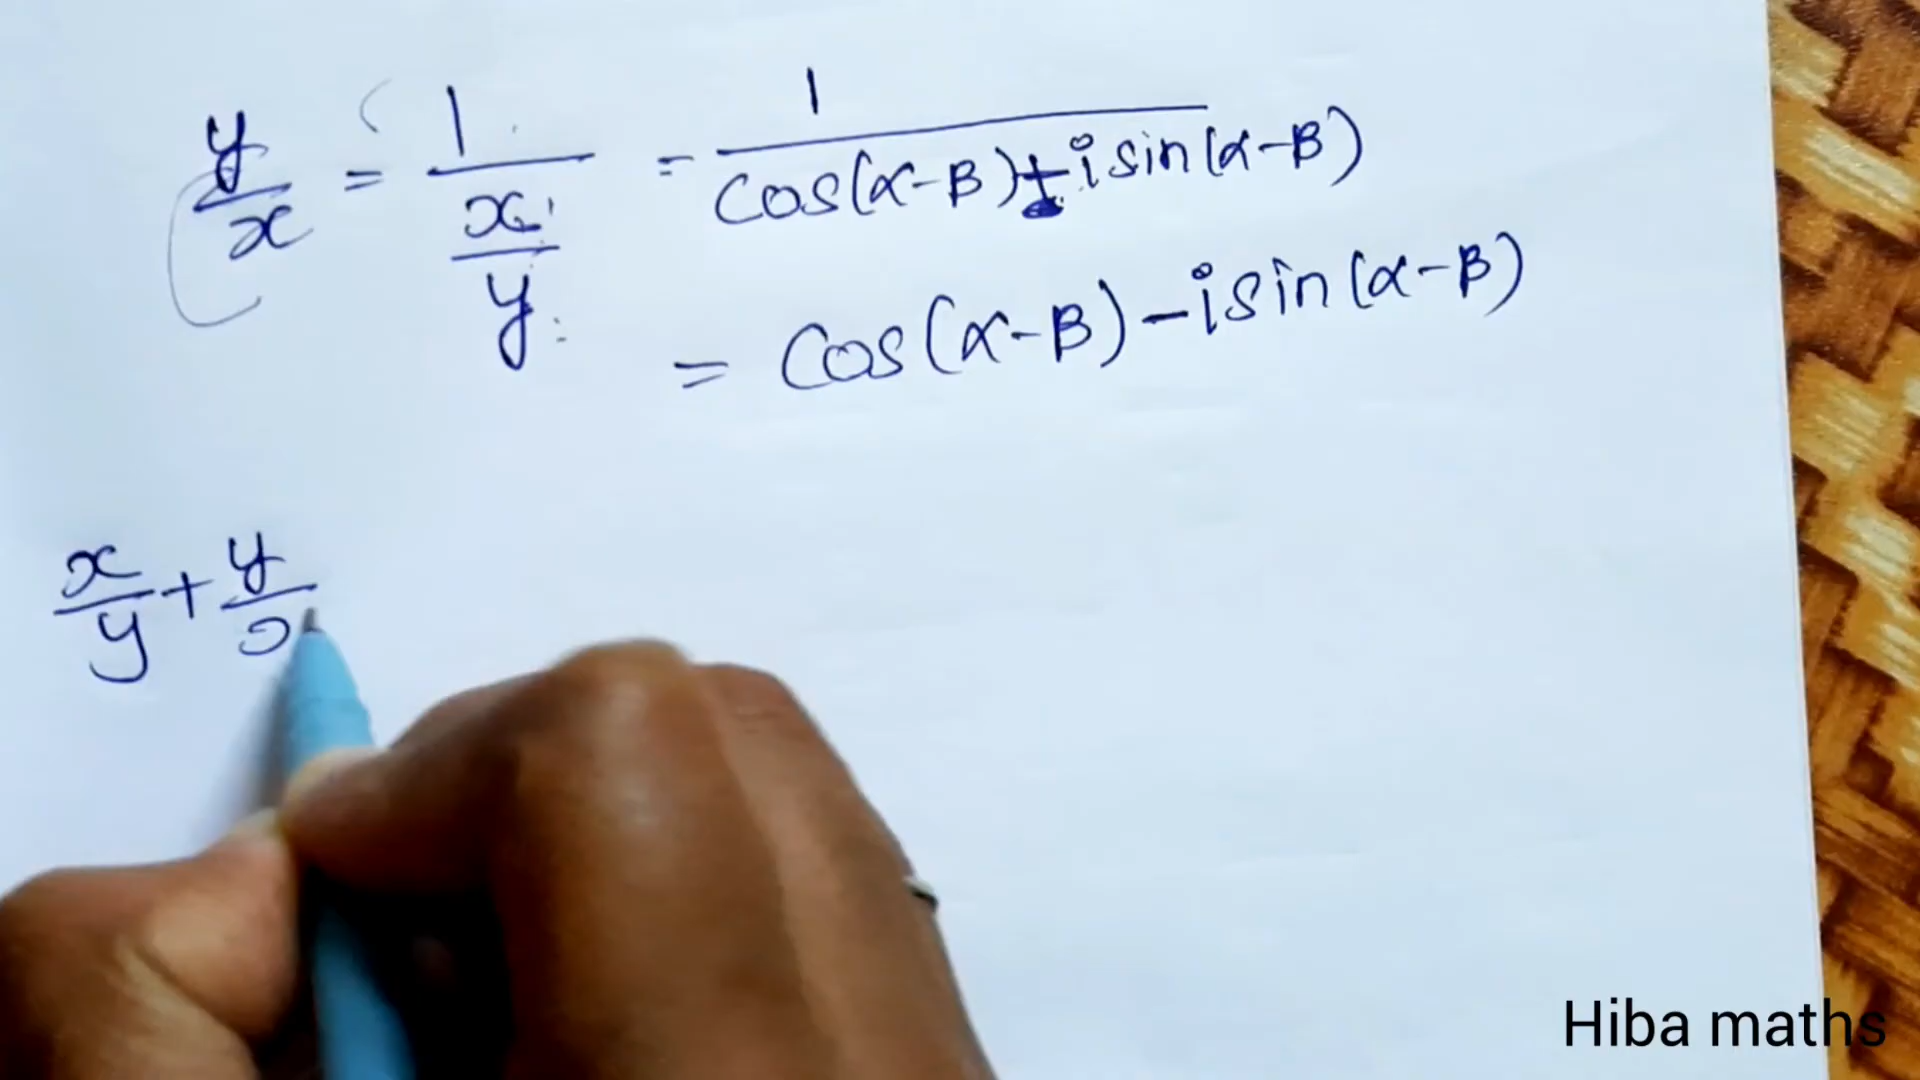 y/x = 1/(x/y) = 1/(cos(α-β)+isin(α-β))
= Cos(α-β)-isin(α-β)
x/y + y/
Hiba maths